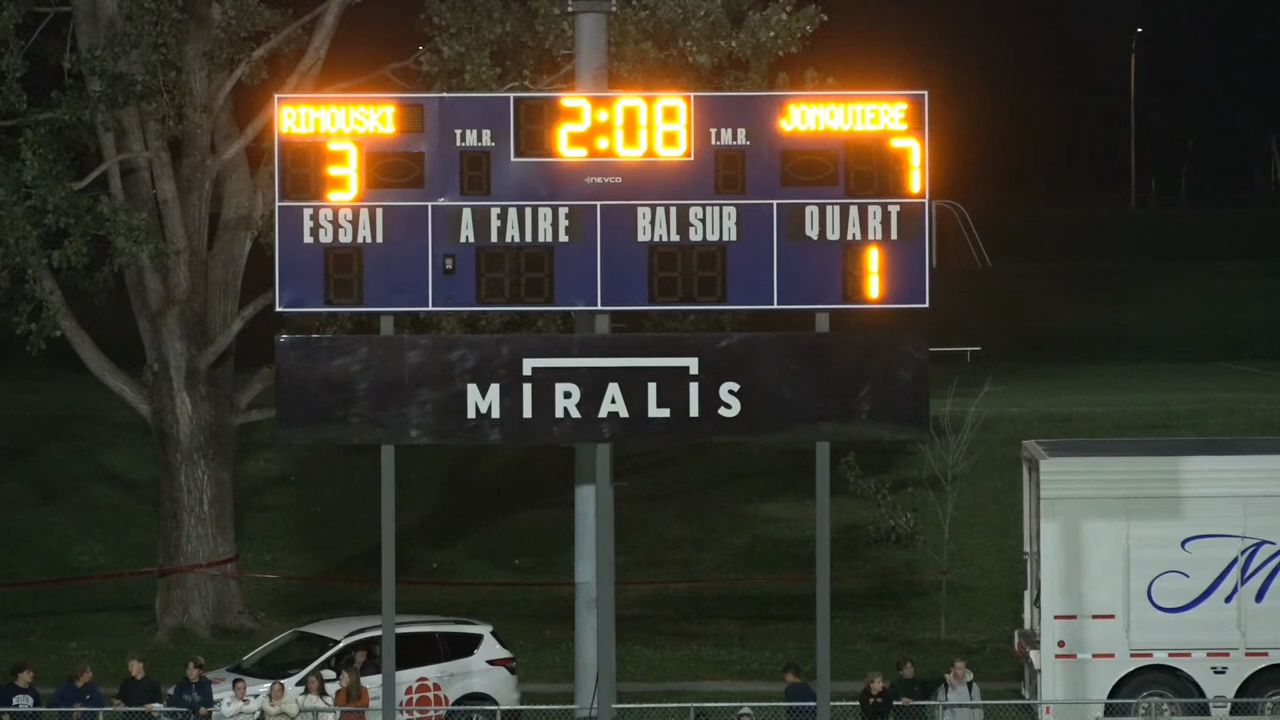 RIMOUSKI
2:08
JONQUIERE
T.M.R.
T.M.R.
3
7
NEVCO
ESSAI
A FAIRE
BAL SUR
QUART
1
MIRALIS
M